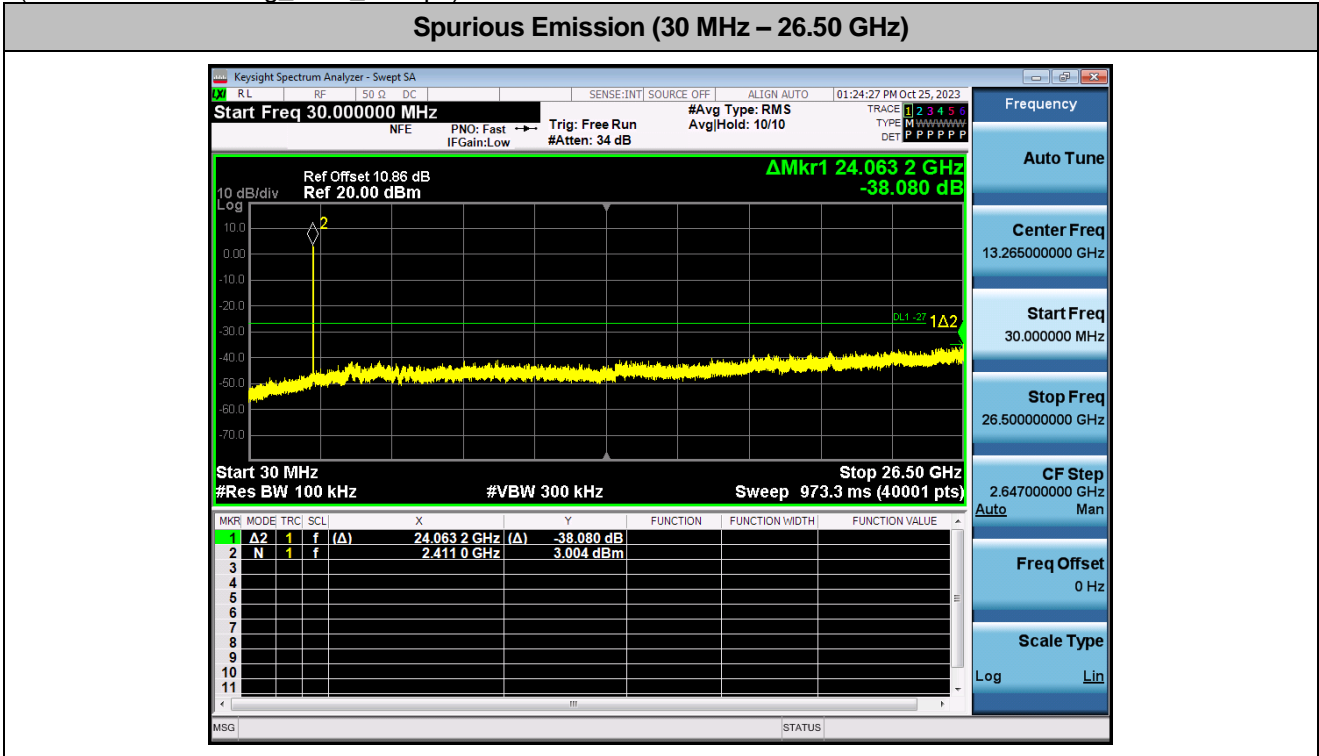 Spurious Emission (30 MHz – 26.50 GHz)
Keysight Spectrum Analyzer - Swept SA
LXI RL RF 50 Ω DC SENSE:INT SOURCE OFF ALIGN AUTO 01:24:27 PM Oct 25, 2023
Start Freq 30.000000 MHz
NFE
PNO: Fast
IFGain:Low
Trig: Free Run
#Atten: 34 dB
#Avg Type: RMS
Avg|Hold: 10/10
TRACE 1 2 3 4 5 6
TYPE M WWWWW
DET P P P P P P
ΔMkr1 24.063 2 GHz
-38.080 dB
Ref Offset 10.86 dB
10 dB/div Ref 20.00 dBm
Log
10.0
0.00
-10.0
-20.0
-30.0
-40.0
-50.0
-60.0
-70.0
2
DL1 -27
1Δ2
Start 30 MHz Stop 26.50 GHz
#Res BW 100 kHz #VBW 300 kHz Sweep 973.3 ms (40001 pts)
MKR MODE TRC SCL X Y FUNCTION FUNCTION WIDTH FUNCTION VALUE
1 Δ2 1 f (Δ) 24.063 2 GHz (Δ) -38.080 dB
2 N 1 f 2.411 0 GHz 3.004 dBm
3
4
5
6
7
8
9
10
11
MSG STATUS
Frequency
Auto Tune
Center Freq
13.265000000 GHz
Start Freq
30.000000 MHz
Stop Freq
26.500000000 GHz
CF Step
2.647000000 GHz
Auto Man
Freq Offset
0 Hz
Scale Type
Log Lin